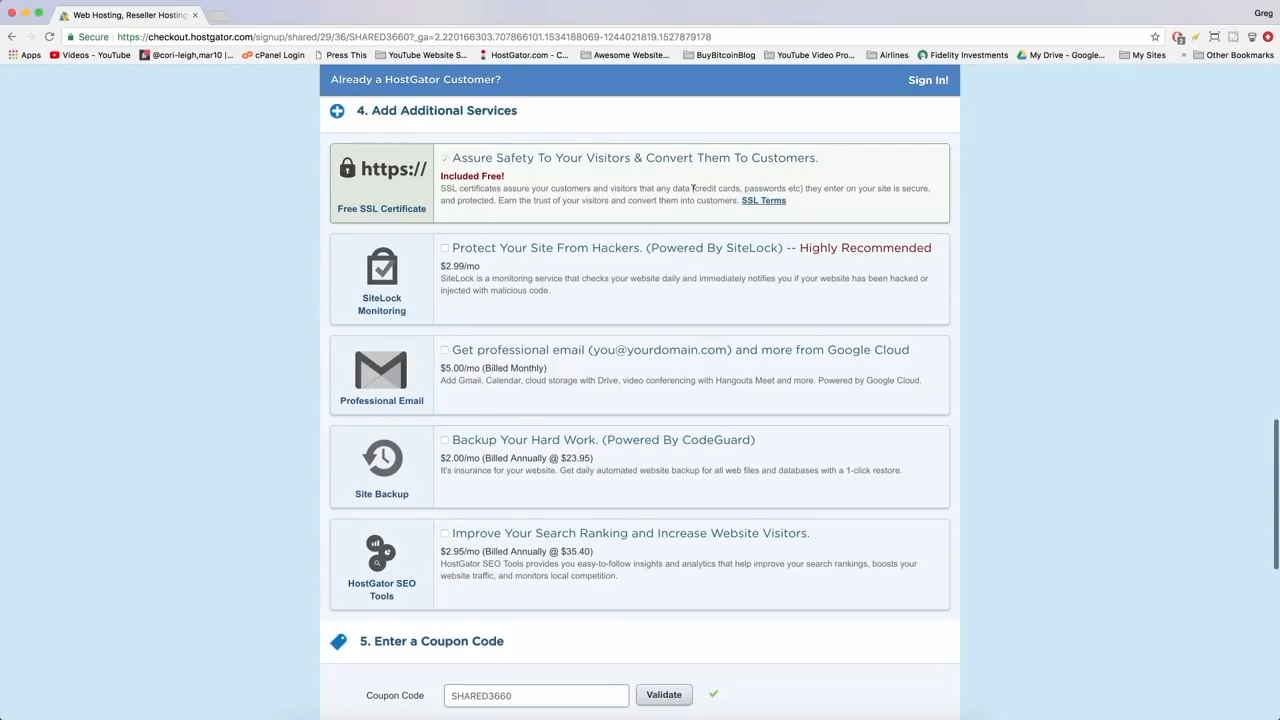 Web Hosting, Reseller Hosting
Greg
Secure
https://checkout.hostgator.com/signup/shared/29/36/SHARED3660?_ga=2.220166303.707866101.1534188069-1244021819.1527879178
Apps
Videos - YouTube
@cori-leigh,mar10 |...
cPanel Login
Press This
YouTube Website S...
HostGator.com - C...
Awesome Website...
BuyBitcoinBlog
YouTube Video Pro...
Airlines
Fidelity Investments
My Drive - Google...
My Sites
»
Other Bookmarks
Already a HostGator Customer?
Sign In!
4. Add Additional Services
https://
Free SSL Certificate
Assure Safety To Your Visitors & Convert Them To Customers.
Included Free!
SSL certificates assure your customers and visitors that any data (credit cards, passwords etc) they enter on your site is secure,
and protected. Earn the trust of your visitors and convert them into customers. SSL Terms
SiteLock
Monitoring
Protect Your Site From Hackers. (Powered By SiteLock) -- Highly Recommended
$2.99/mo
SiteLock is a monitoring service that checks your website daily and immediately notifies you if your website has been hacked or
injected with malicious code.
Professional Email
Get professional email (you@yourdomain.com) and more from Google Cloud
$5.00/mo (Billed Monthly)
Add Gmail, Calendar, cloud storage with Drive, video conferencing with Hangouts Meet and more. Powered by Google Cloud.
Site Backup
Backup Your Hard Work. (Powered By CodeGuard)
$2.00/mo (Billed Annually @ $23.95)
It's insurance for your website. Get daily automated website backup for all web files and databases with a 1-click restore.
HostGator SEO
Tools
Improve Your Search Ranking and Increase Website Visitors.
$2.95/mo (Billed Annually @ $35.40)
HostGator SEO Tools provides you easy-to-follow insights and analytics that help improve your search rankings, boosts your
website traffic, and monitors local competition.
5. Enter a Coupon Code
Coupon Code
SHARED3660
Validate